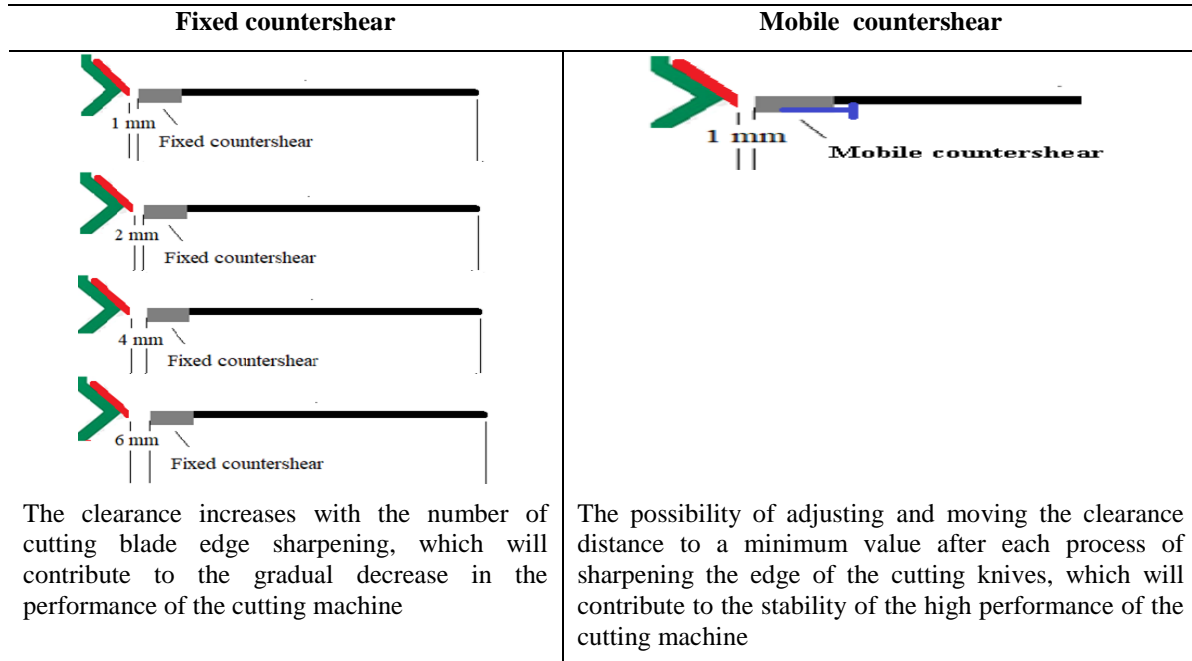 Fixed countershear
1 mm
Fixed countershear
2 mm
Fixed countershear
4 mm
Fixed countershear
6 mm
Fixed countershear
The clearance increases with the number of
cutting blade edge sharpening, which will
contribute to the gradual decrease in the
performance of the cutting machine
Mobile countershear
1 mm
Mobile countershear
The possibility of adjusting and moving the clearance
distance to a minimum value after each process of
sharpening the edge of the cutting knives, which will
contribute to the stability of the high performance of the
cutting machine